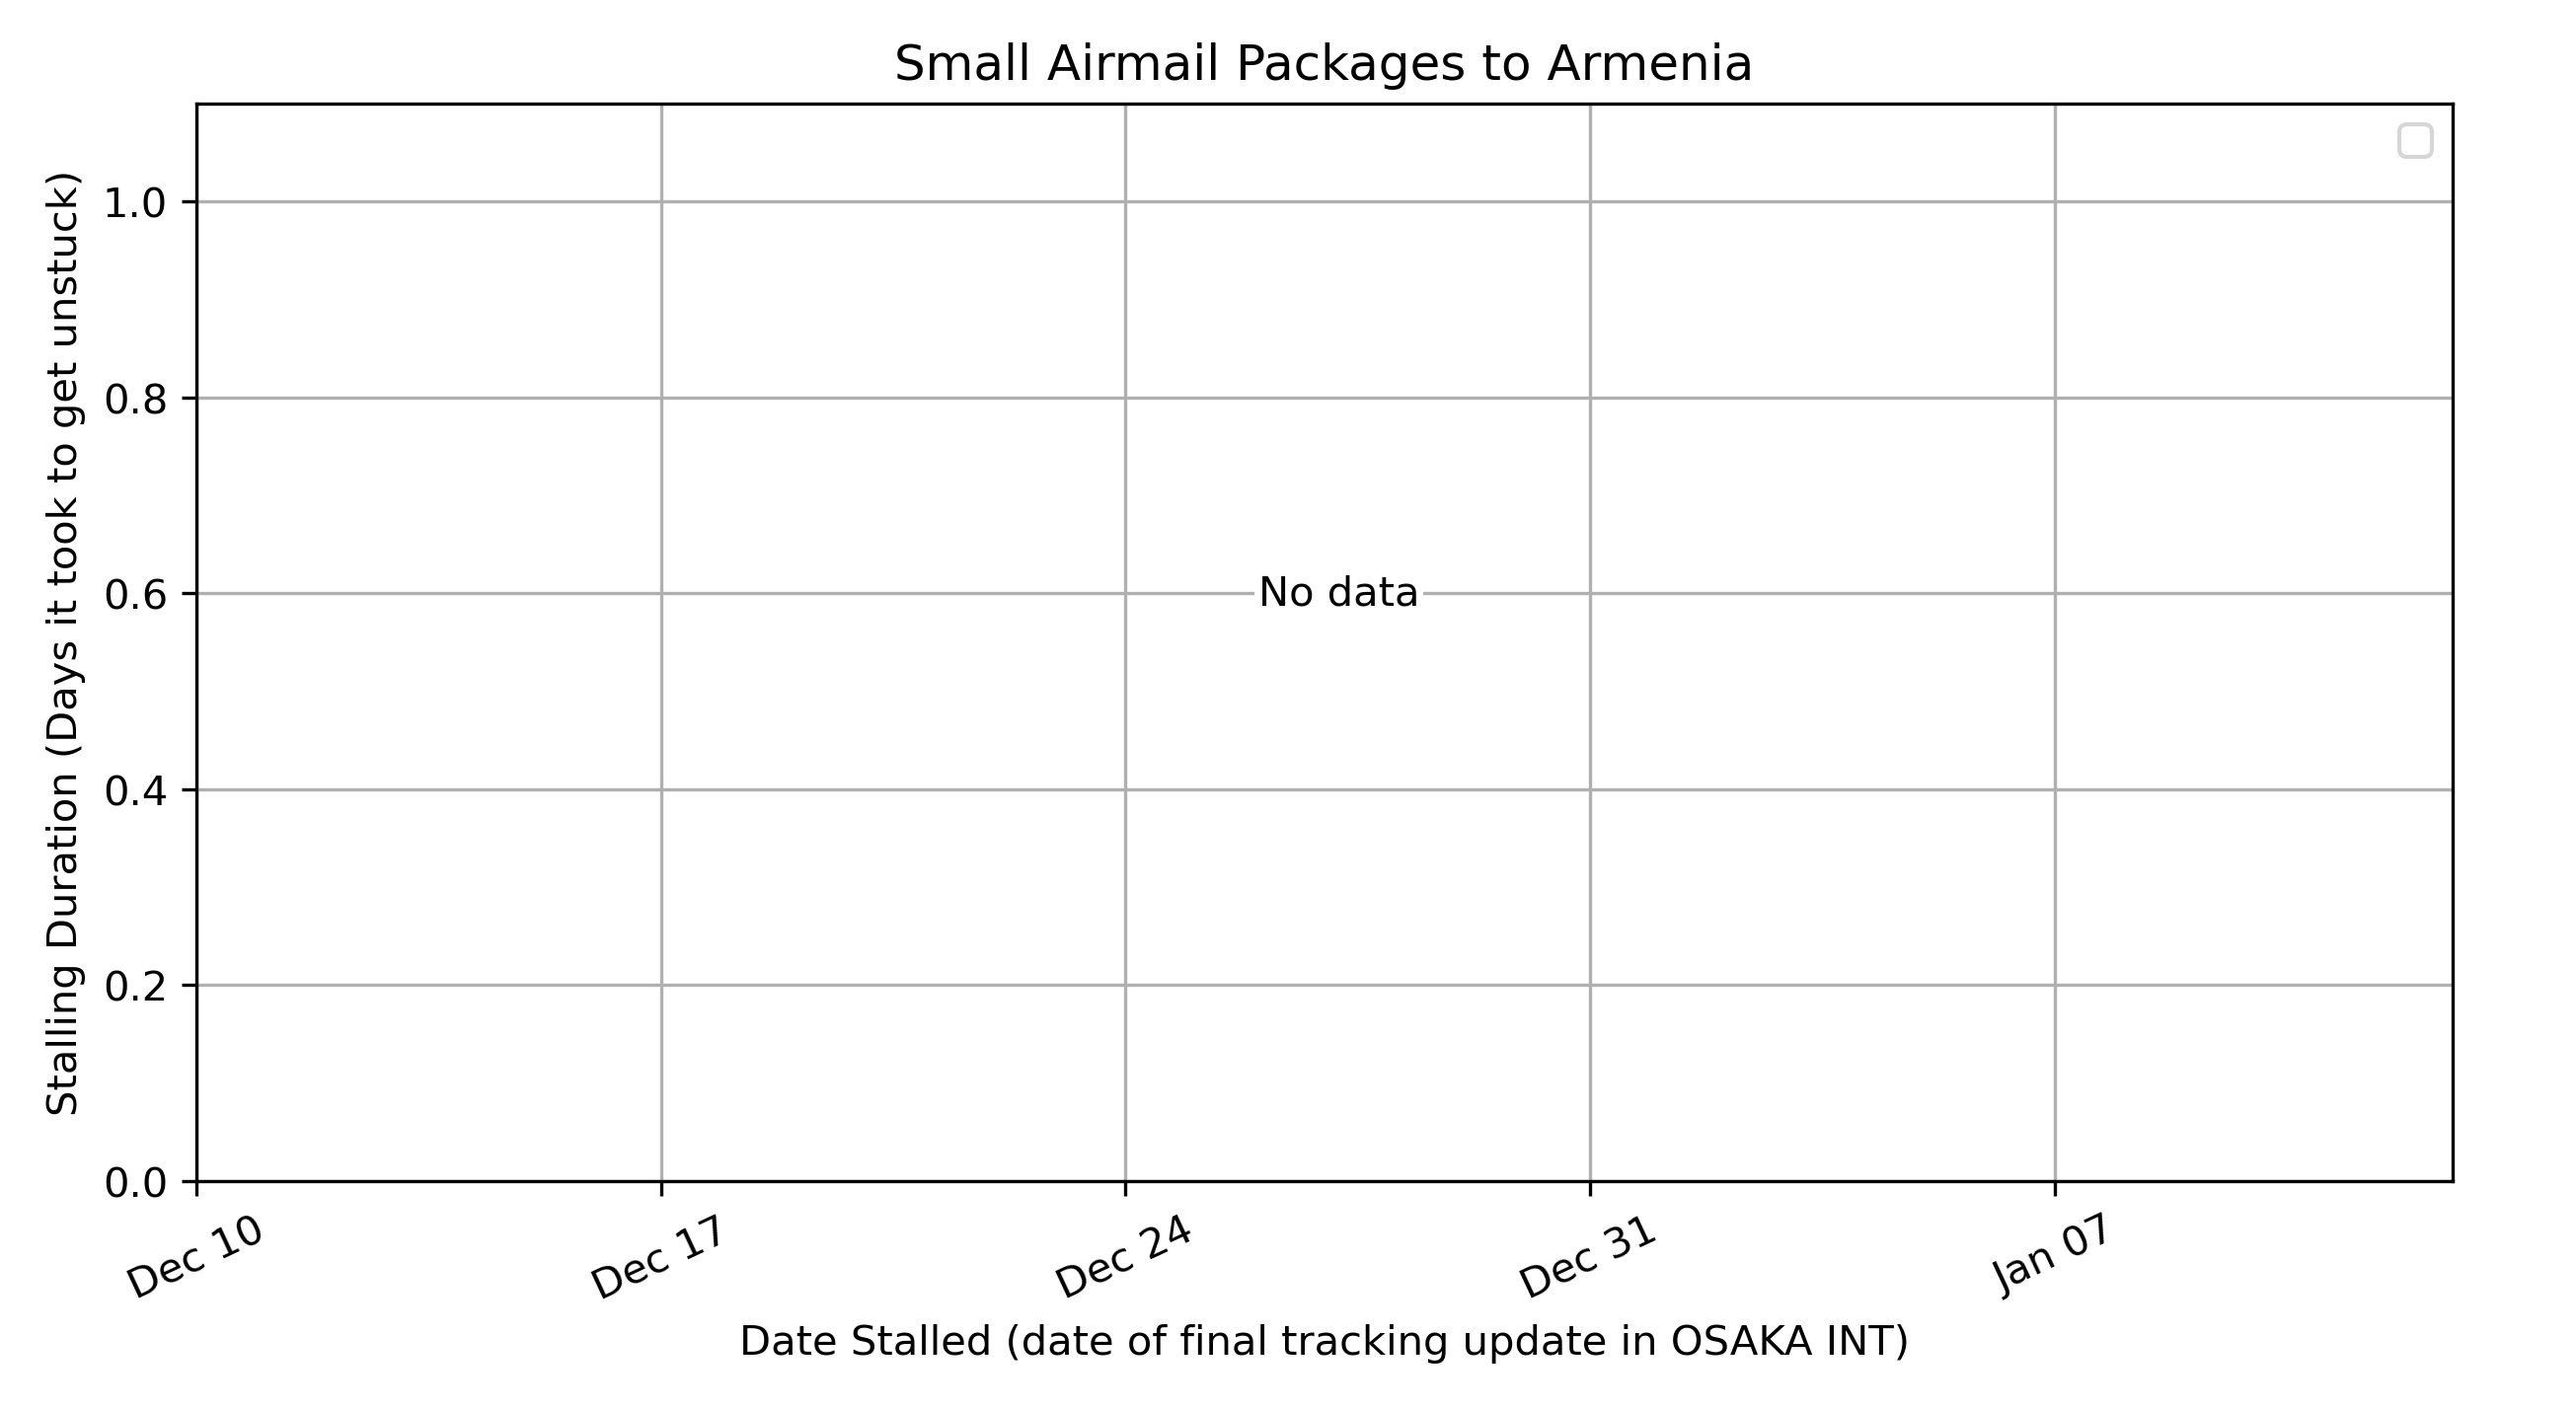 Small Airmail Packages to Armenia
Stalling Duration (Days it took to get unstuck)
1.0
0.8
0.6
0.4
0.2
0.0
No data
Dec 10
Dec 17
Dec 24
Dec 31
Jan 07
Date Stalled (date of final tracking update in OSAKA INT)